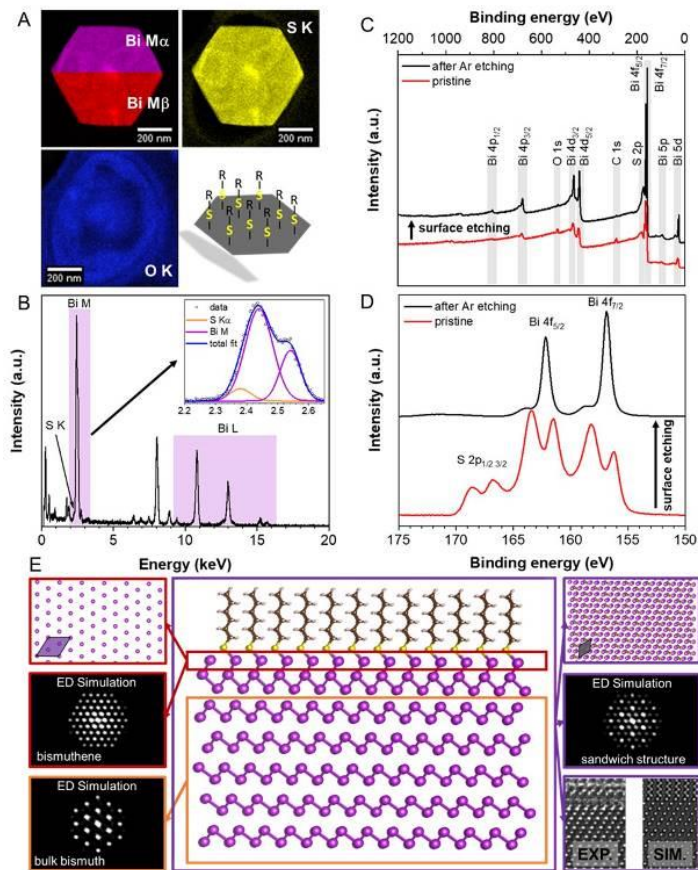 A
Bi Mα
Bi Mβ
200 nm
S K
200 nm
200 nm
O K
R R R R
R R R R
S S S
S S S S
B
Bi M
S K
Bi L
data
S Kα
Bi M
total fit
2.2 2.3 2.4 2.5 2.6
Intensity (a.u.)
0 5 10 15 20
Energy (keV)
C
Binding energy (eV)
1200 1000 800 600 400 200 0
after Ar etching
pristine
Bi 4p1/2
Bi 4p3/2
O 1s
Bi 4d3/2
Bi 4d5/2
C 1s
S 2p
Bi 4f5/2
Bi 4f7/2
Bi 5p
Bi 5d
surface etching
Intensity (a.u.)
D
after Ar etching
pristine
Bi 4f5/2
Bi 4f7/2
S 2p1/2 3/2
surface etching
Intensity (a.u.)
175 170 165 160 155 150
Binding energy (eV)
E
ED Simulation
bismuthene
ED Simulation
bulk bismuth
ED Simulation
sandwich structure
EXP.
SIM.